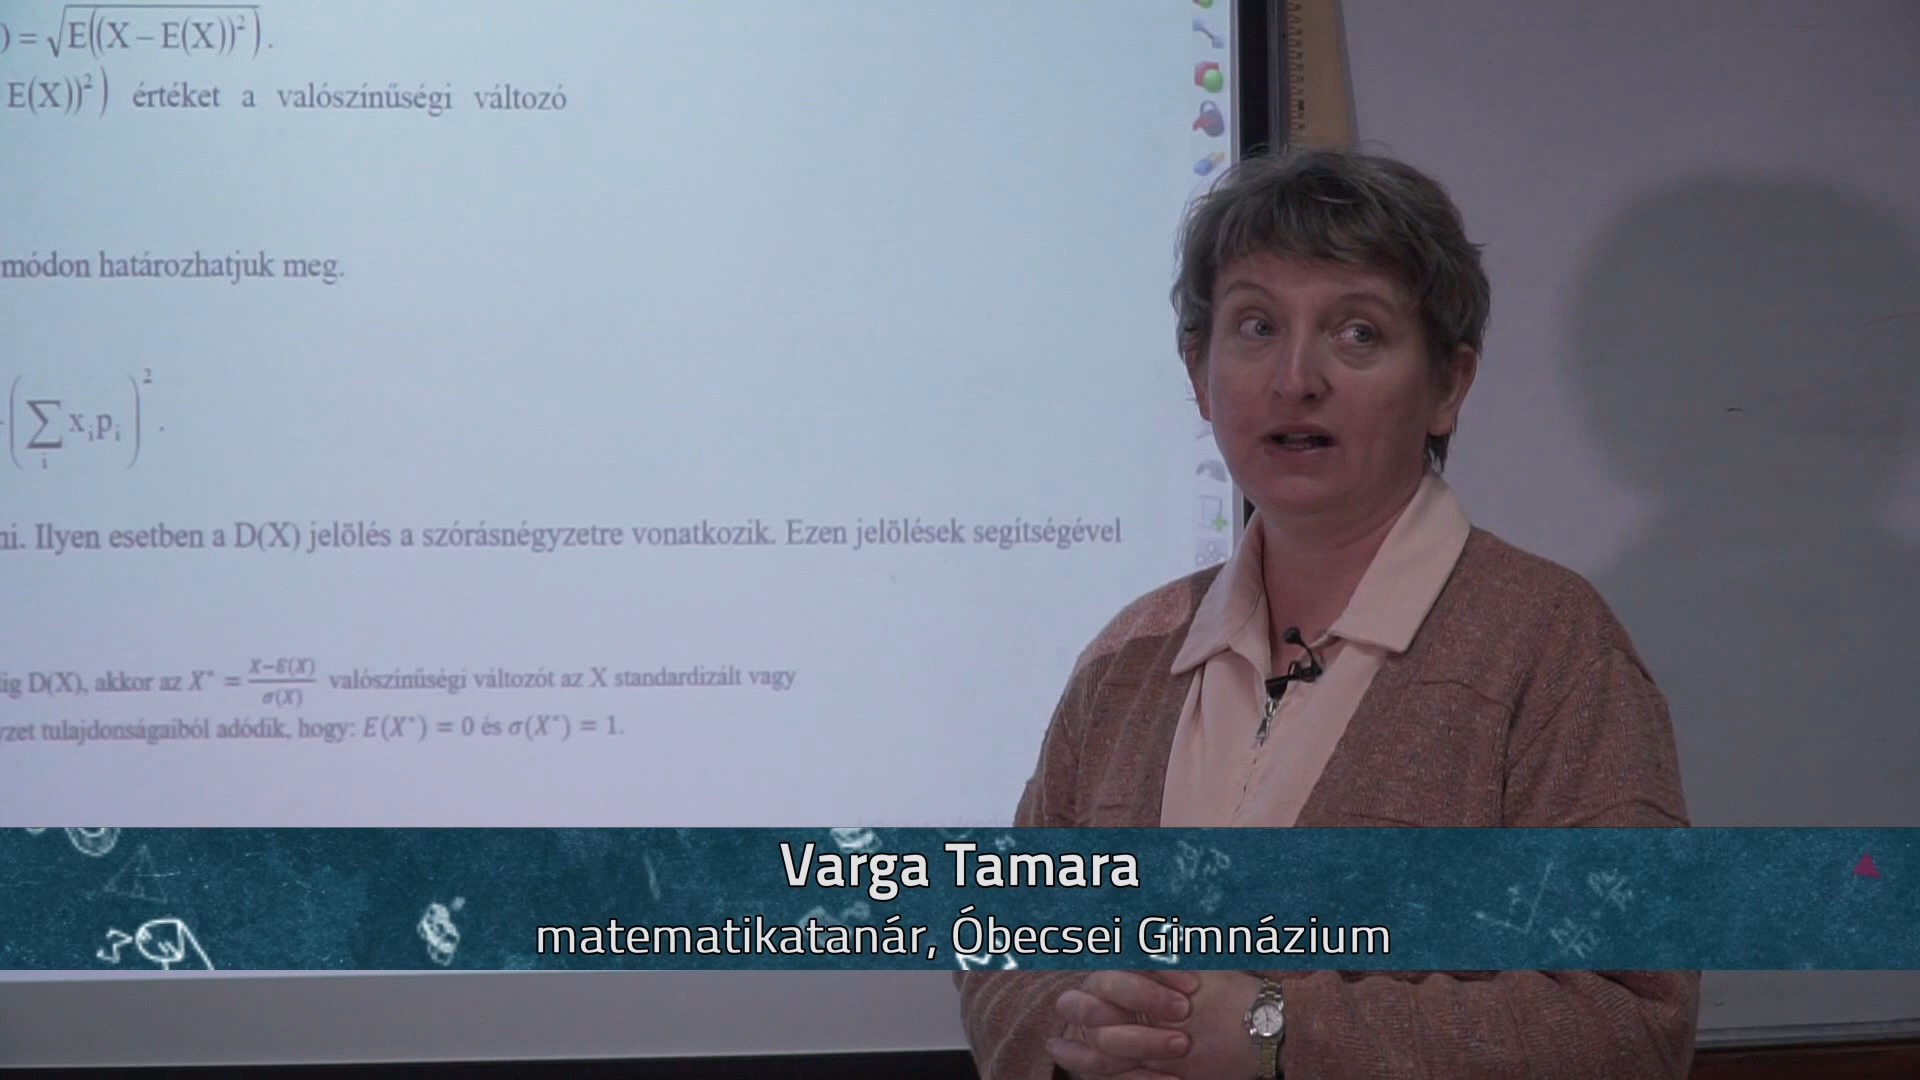 ) = √E((X – E(X))²).
E(X))²) értéket a valószínűségi változó
módon határozhatjuk meg.
(∑ᵢ xᵢpᵢ)².
ni. Ilyen esetben a D(X) jelölés a szórásnégyzetre vonatkozik. Ezen jelölések segítségével
ig D(X), akkor az X* = X−E(X)/σ(X) valószínűségi változót az X standardizált vagy
zet tulajdonságaiból adódik, hogy: E(X*) = 0 és σ(X*) = 1.
Varga Tamara
matematikatanár, Óbecsei Gimnázium